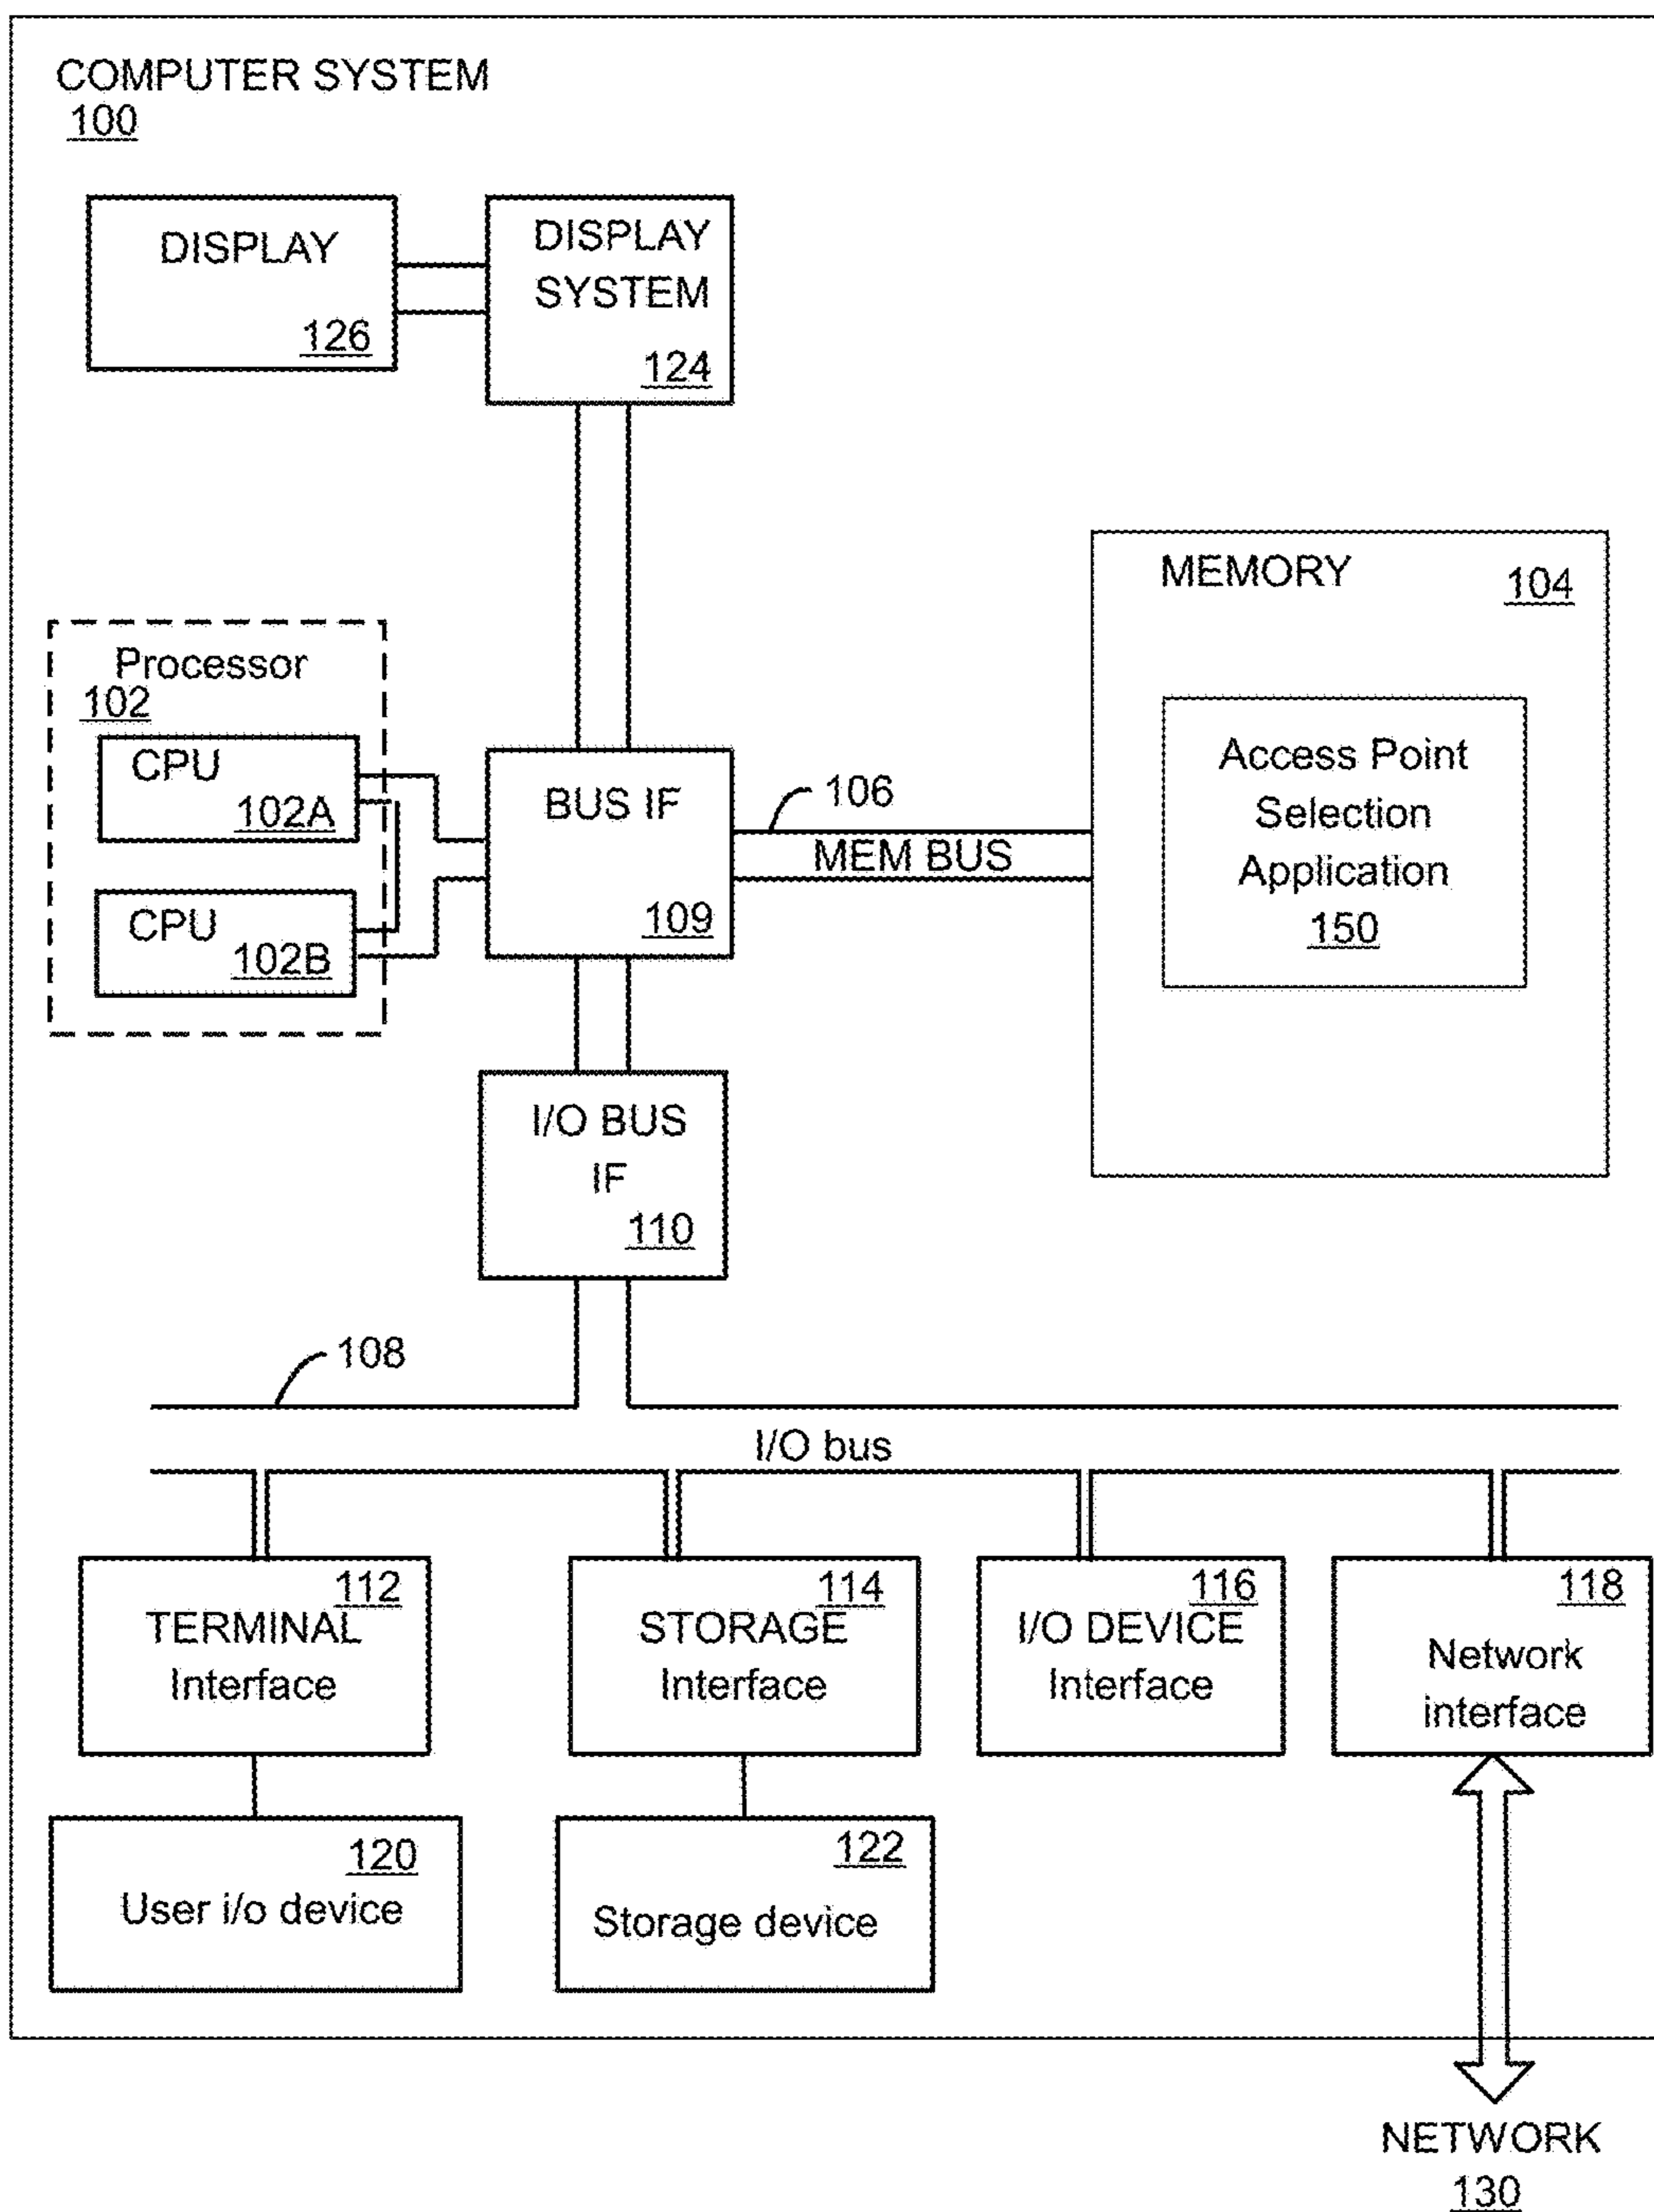 COMPUTER SYSTEM
100
DISPLAY
126
DISPLAY
SYSTEM
124
MEMORY
104
Processor
102
CPU
102A
CPU
102B
BUS IF
109
106
MEM BUS
Access Point
Selection
Application
150
I/O BUS
IF
110
108
I/O bus
112
TERMINAL
Interface
114
STORAGE
Interface
116
I/O DEVICE
Interface
118
Network
interface
120
User i/o device
122
Storage device
NETWORK
130